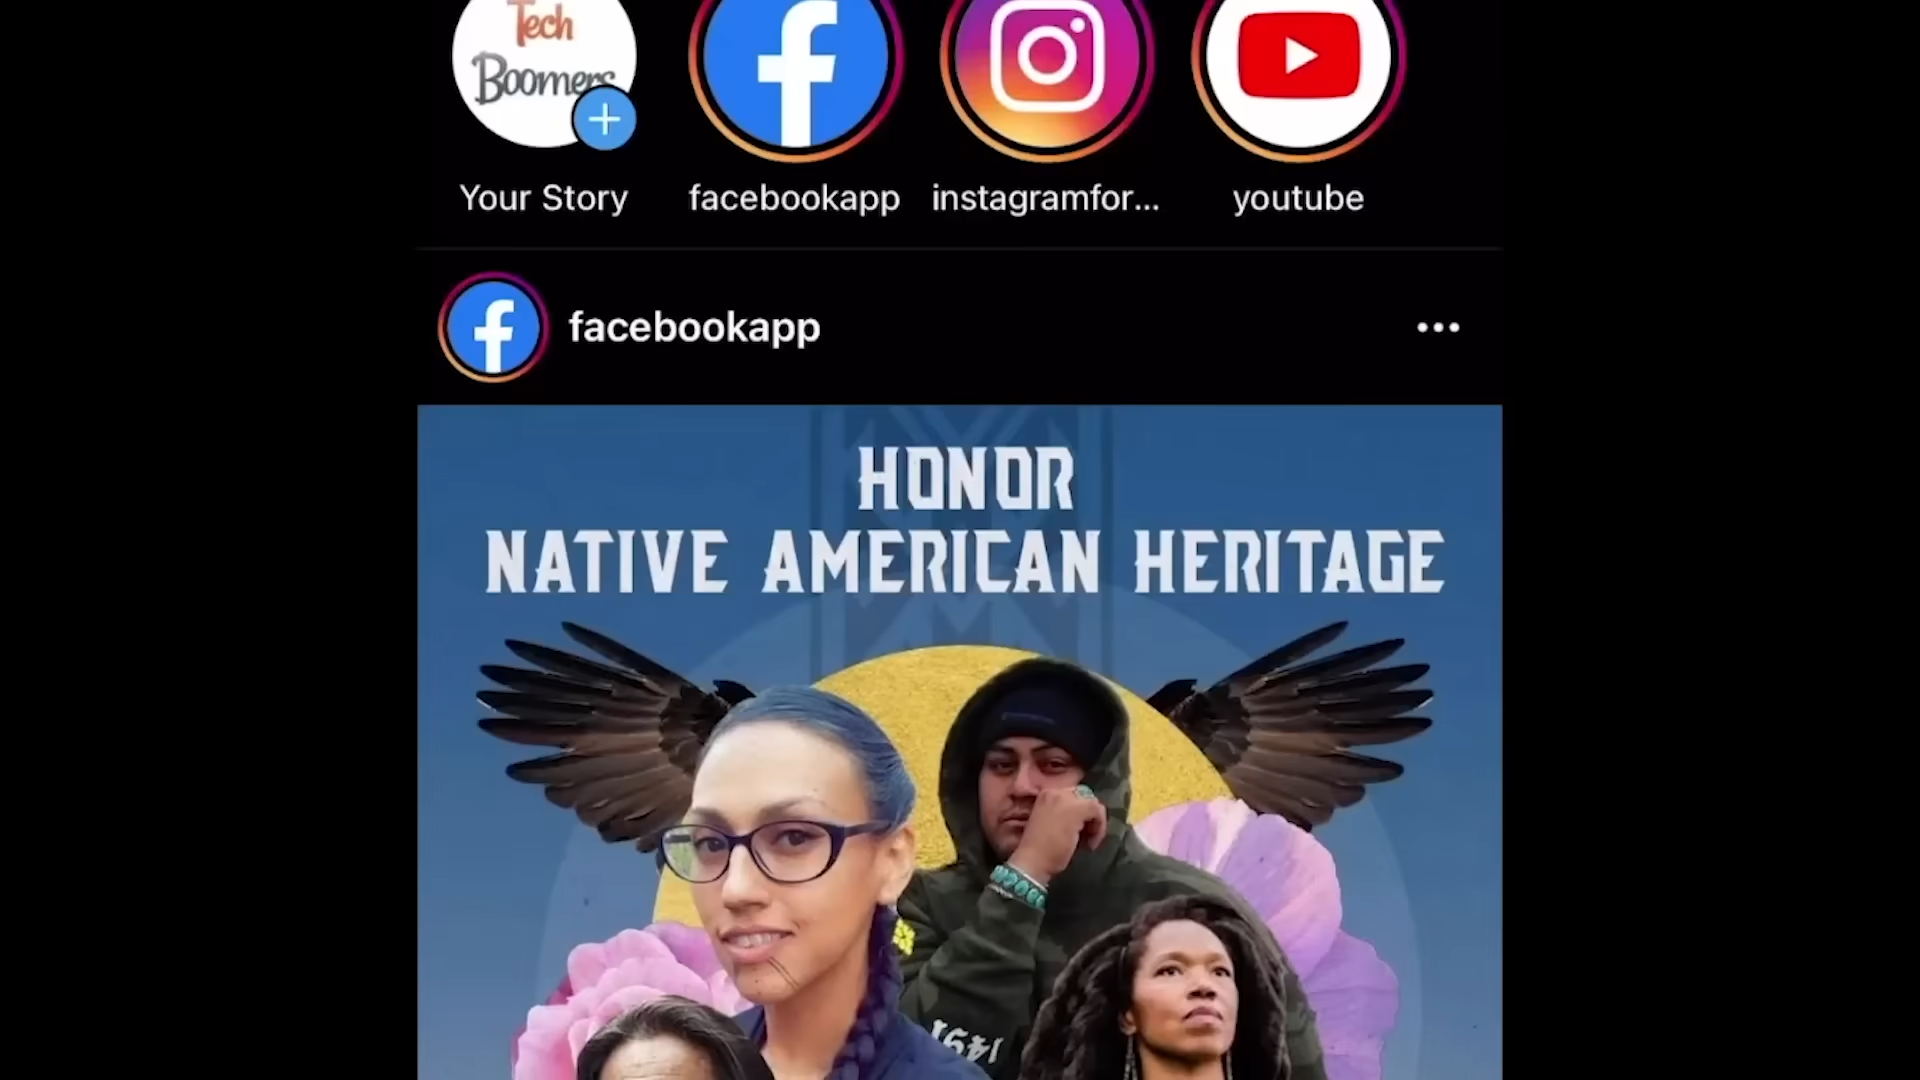 Tech
Boomers
Your Story
facebookapp
instagramfor...
youtube
facebookapp
HONOR
NATIVE AMERICAN HERITAGE